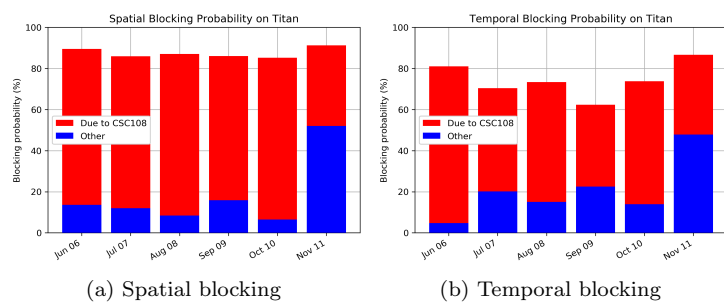 Spatial Blocking Probability on Titan
Blocking probability (%)
100
80
60
40
20
0
Due to CSC108
Other
Jun 06
Jul 07
Aug 08
Sep 09
Oct 10
Nov 11
(a) Spatial blocking
Temporal Blocking Probability on Titan
Blocking probability (%)
100
80
60
40
20
0
Due to CSC108
Other
Jun 06
Jul 07
Aug 08
Sep 09
Oct 10
Nov 11
(b) Temporal blocking